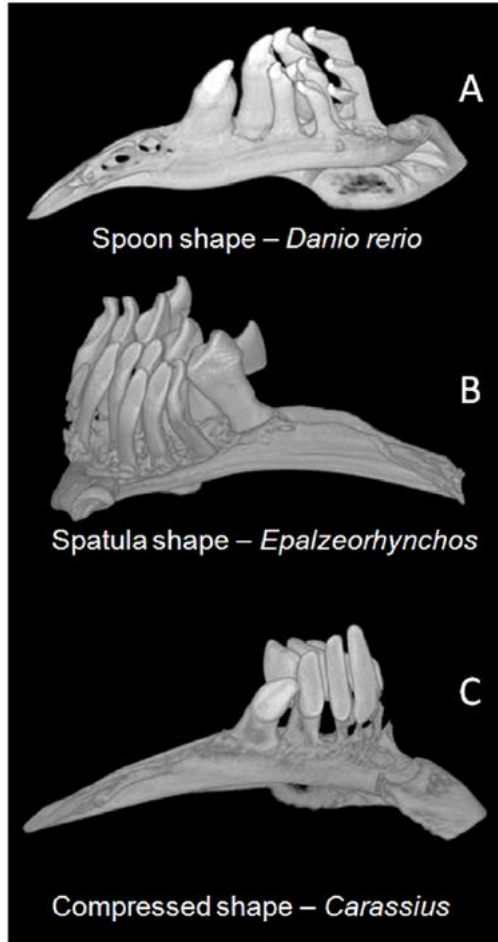 A
Spoon shape – Danio rerio
B
Spatula shape – Epalzeorhynchos
C
Compressed shape – Carassius